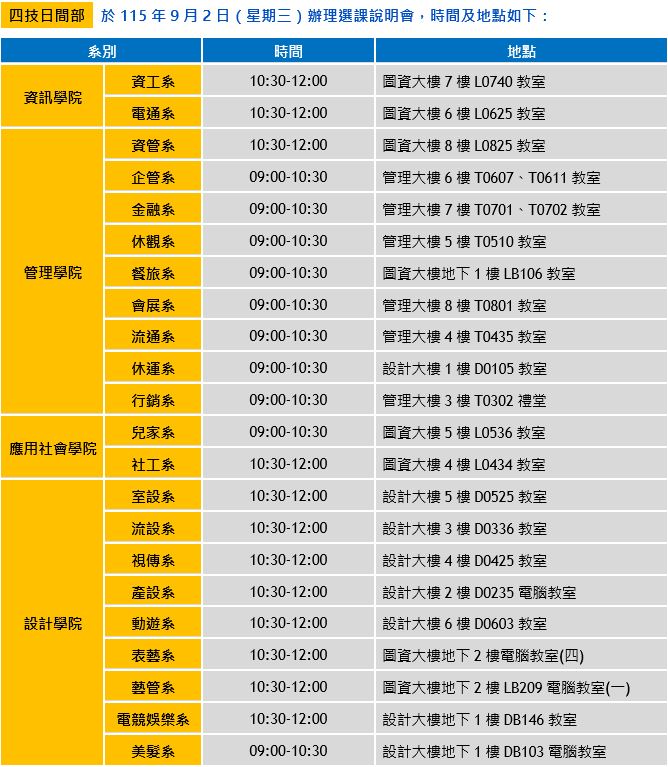 四技日間部 於 115 年 9 月 2 日（星期三）辦理選課說明會，時間及地點如下：
系別 時間 地點
資訊學院 資工系 10:30-12:00 圖資大樓 7 樓 L0740 教室
電通系 10:30-12:00 圖資大樓 6 樓 L0625 教室
管理學院 資管系 10:30-12:00 圖資大樓 8 樓 L0825 教室
企管系 09:00-10:30 管理大樓 6 樓 T0607、T0611 教室
金融系 09:00-10:30 管理大樓 7 樓 T0701、T0702 教室
休觀系 09:00-10:30 管理大樓 5 樓 T0510 教室
餐旅系 09:00-10:30 圖資大樓地下 1 樓 LB106 教室
會展系 09:00-10:30 管理大樓 8 樓 T0801 教室
流通系 09:00-10:30 管理大樓 4 樓 T0435 教室
休運系 09:00-10:30 設計大樓 1 樓 D0105 教室
行銷系 09:00-10:30 管理大樓 3 樓 T0302 禮堂
應用社會學院 兒家系 09:00-10:30 圖資大樓 5 樓 L0536 教室
社工系 10:30-12:00 圖資大樓 4 樓 L0434 教室
設計學院 室設系 10:30-12:00 設計大樓 5 樓 D0525 教室
流設系 10:30-12:00 設計大樓 3 樓 D0336 教室
視傳系 10:30-12:00 設計大樓 4 樓 D0425 教室
產設系 10:30-12:00 設計大樓 2 樓 D0235 電腦教室
動遊系 10:30-12:00 設計大樓 6 樓 D0603 教室
表藝系 10:30-12:00 圖資大樓地下 2 樓電腦教室(四)
藝管系 10:30-12:00 圖資大樓地下 2 樓 LB209 電腦教室(一)
電競娛樂系 10:30-12:00 設計大樓地下 1 樓 DB146 教室
美髮系 09:00-10:30 設計大樓地下 1 樓 DB103 電腦教室